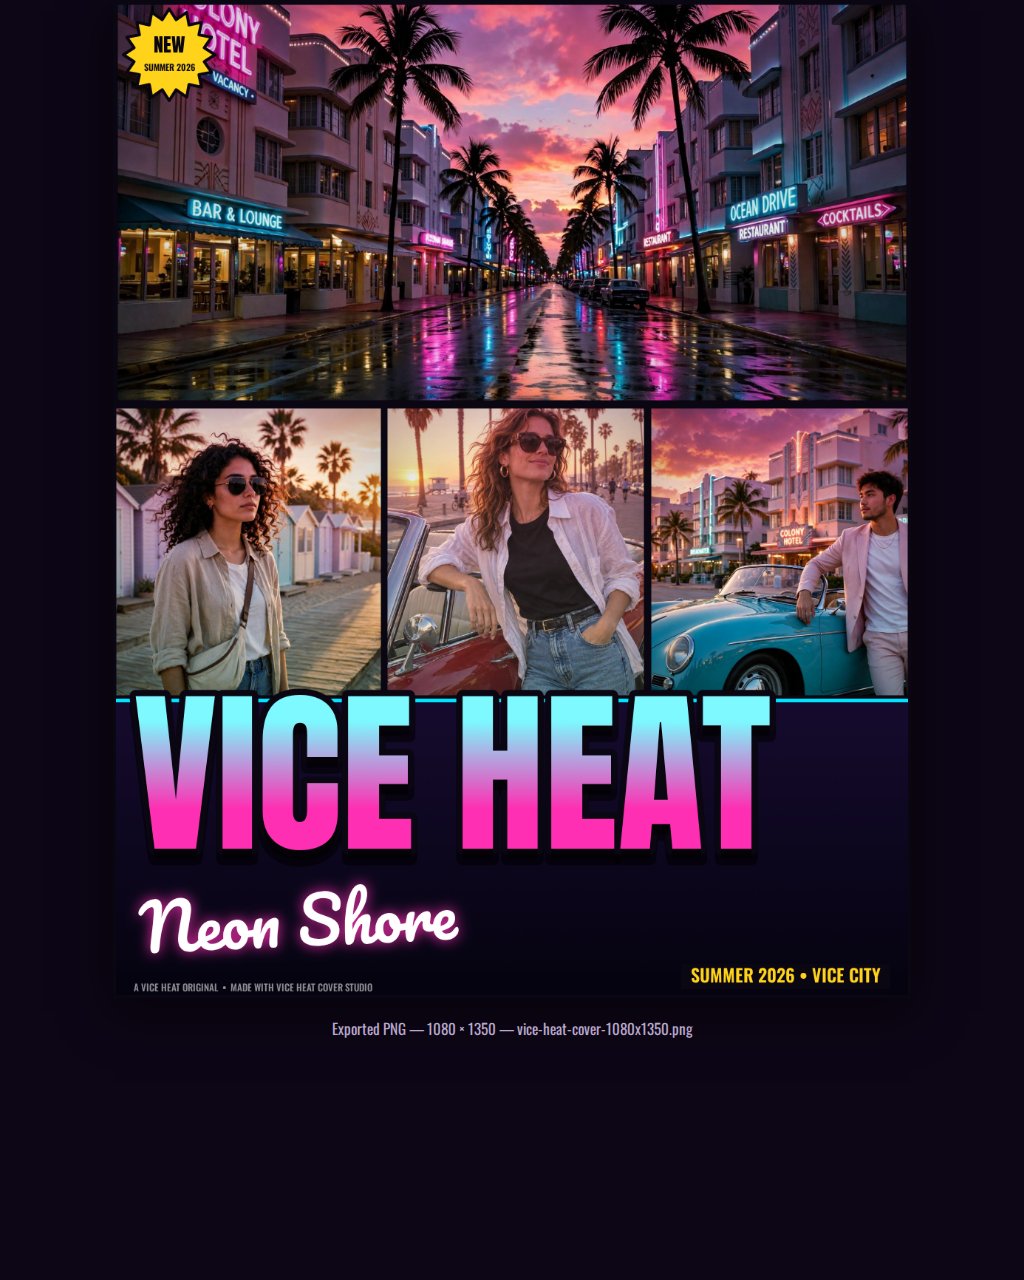 COLONY
HOTEL
VACANCY •
NEW
SUMMER 2026
BAR & LOUNGE
OCEAN DRIVE
RESTAURANT
COCKTAILS
RESTAURANT
COLONY
HOTEL
VICE HEAT
Neon Shore
SUMMER 2026 • VICE CITY
A VICE HEAT ORIGINAL • MADE WITH VICE HEAT COVER STUDIO
Exported PNG — 1080 × 1350 — vice-heat-cover-1080x1350.png